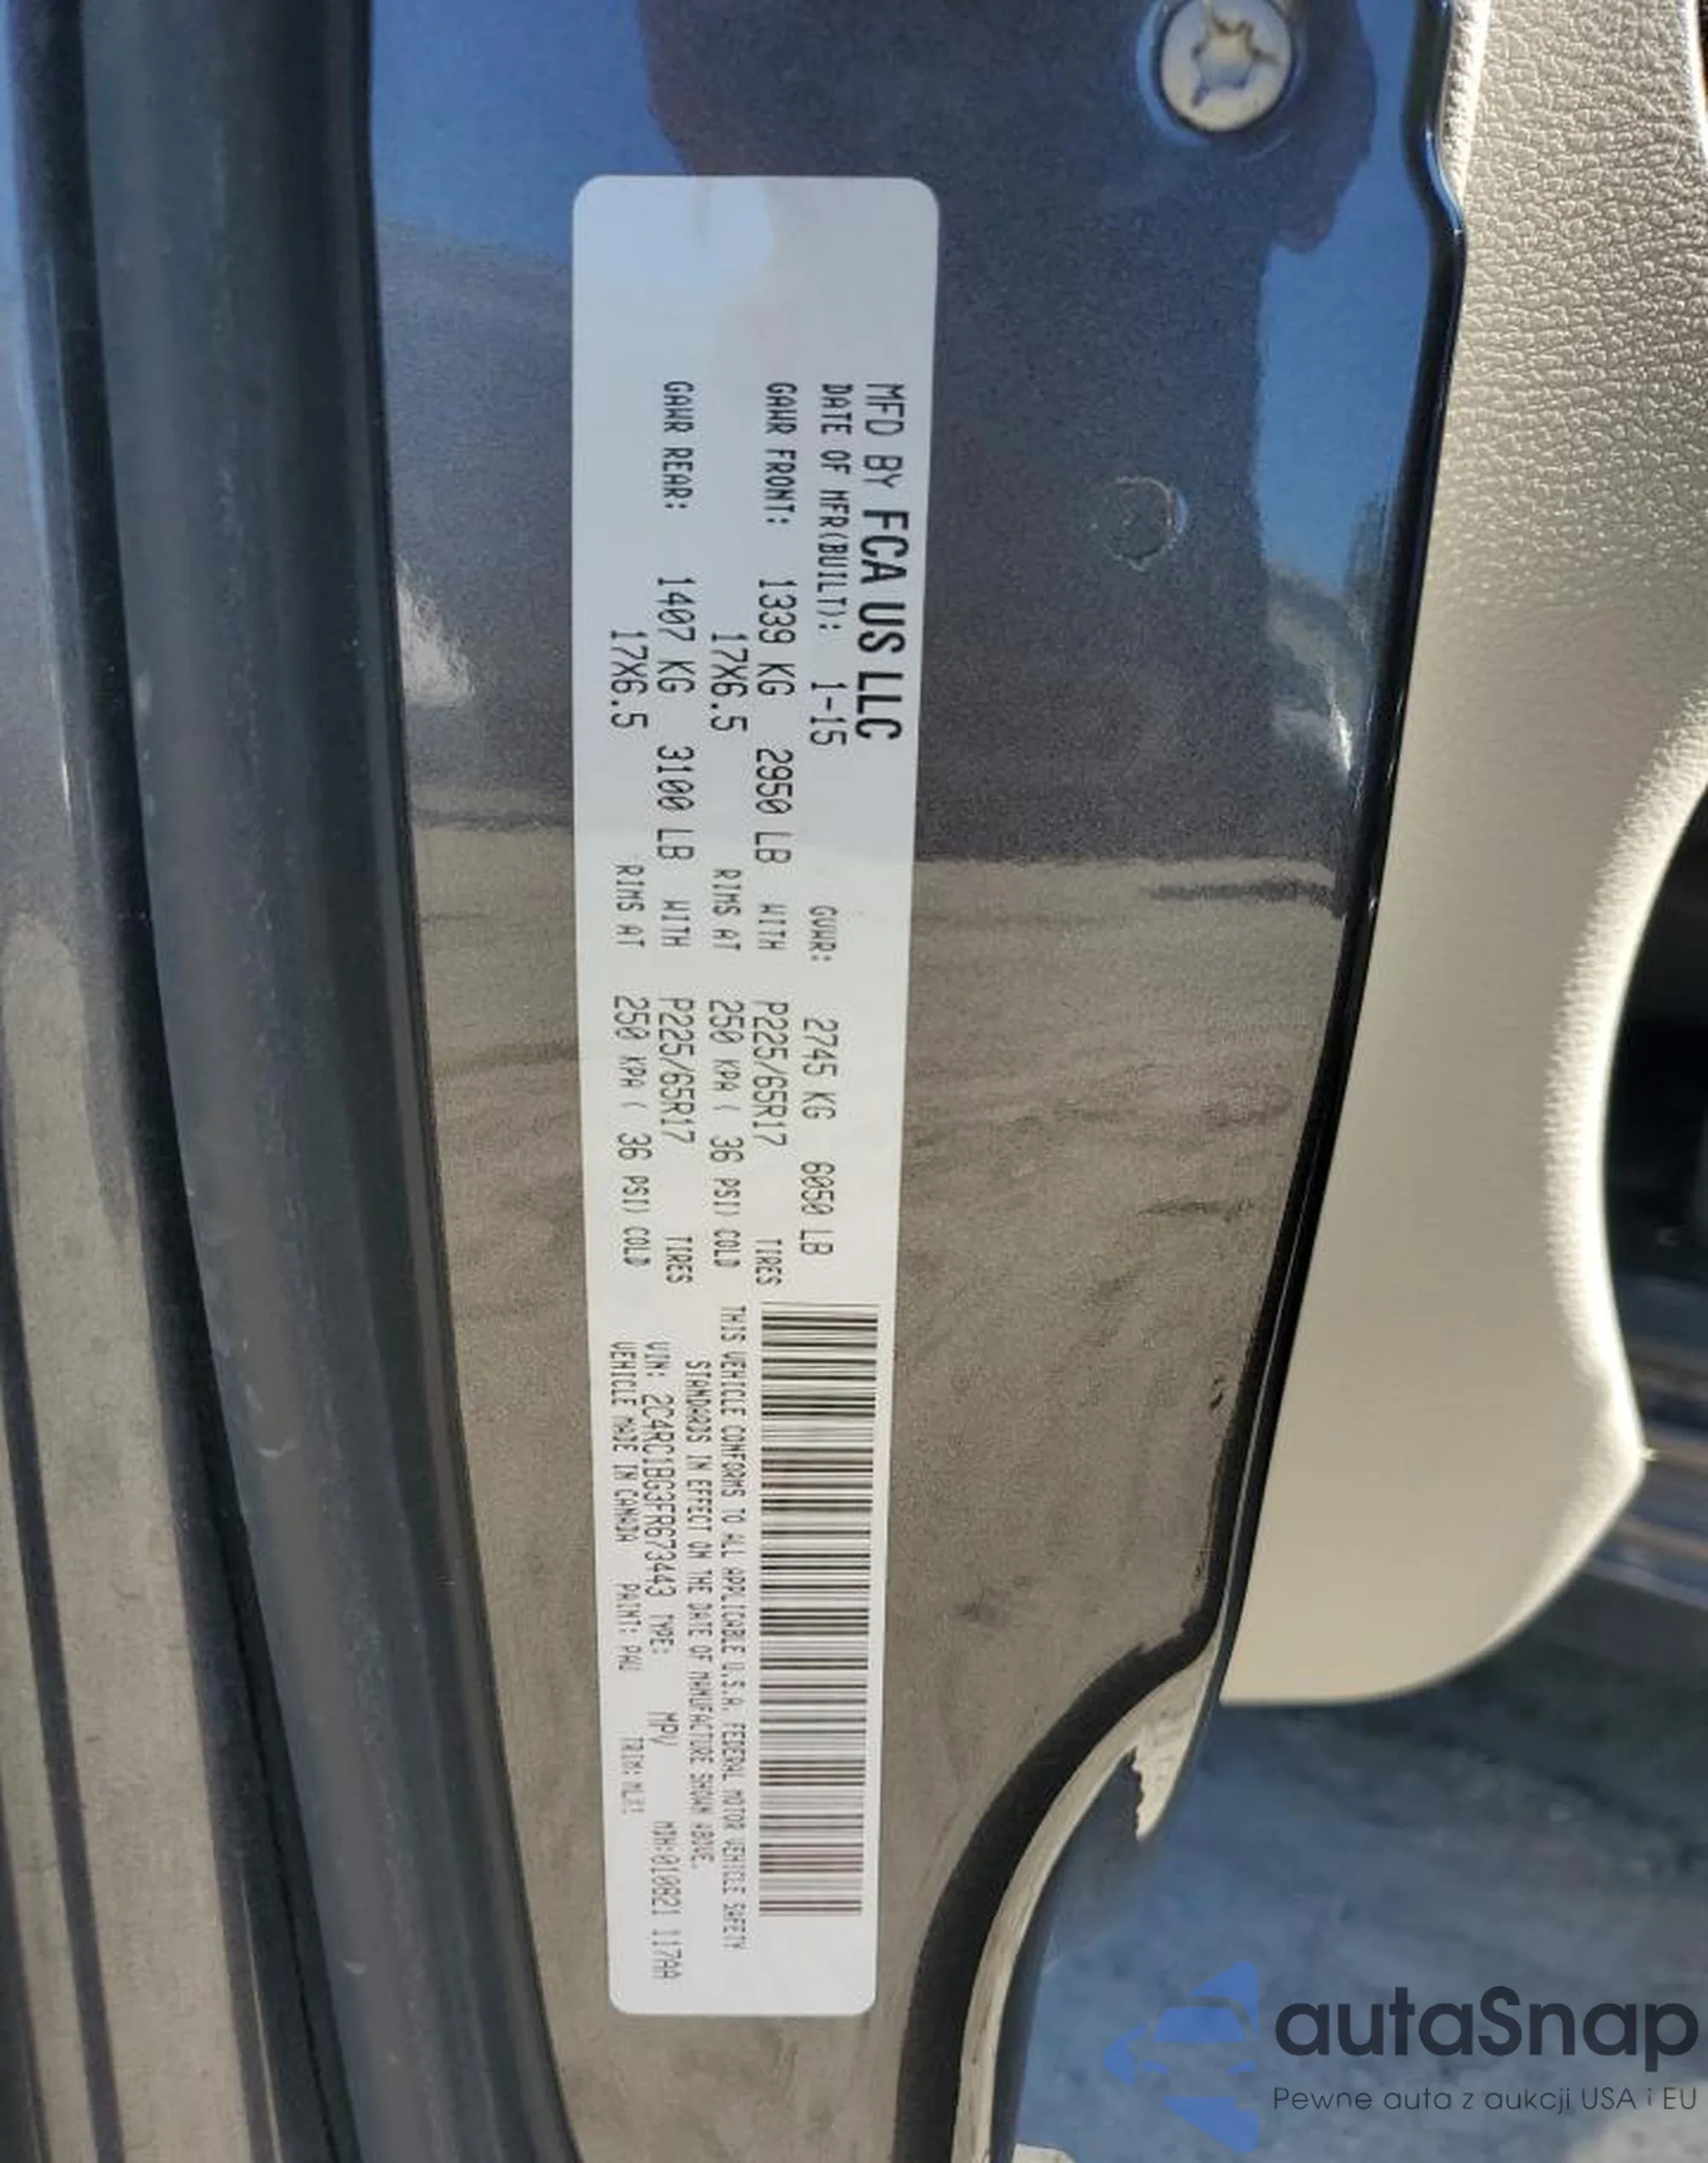 MFD BY FCA US LLC
DATE OF MFR(BUILT): 1-15 GVWR: 2745 KG 6050 LB
GAWR FRONT: 1339 KG 2950 LB WITH P225/65R17 TIRES
17X6.5 RIMS AT 250 KPA ( 36 PSI) COLD
GAWR REAR: 1407 KG 3100 LB WITH P225/65R17 TIRES
17X6.5 RIMS AT 250 KPA ( 36 PSI) COLD
THIS VEHICLE CONFORMS TO ALL APPLICABLE U.S.A. FEDERAL MOTOR VEHICLE SAFETY
STANDARDS IN EFFECT ON THE DATE OF MANUFACTURE SHOWN ABOVE.
VIN: 2C4RC1BG3FR673443 TYPE: MPV MDH:010821 117AA
VEHICLE MADE IN CANADA PAINT: PAU TRIM:
autaSnap
Pewne auta z aukcji USA i EU